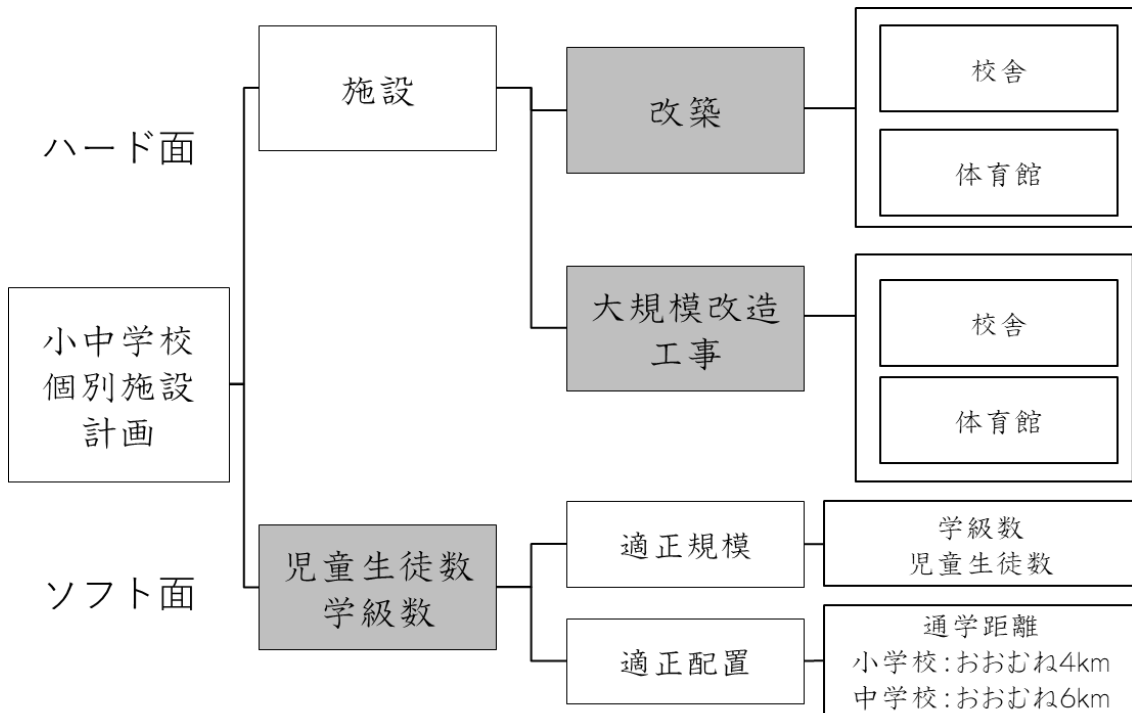 ハード面
ソフト面
小中学校
個別施設
計画
施設
改築
校舎
体育館
大規模改造
工事
校舎
体育館
児童生徒数
学級数
適正規模
学級数
児童生徒数
適正配置
通学距離
小学校:おおむね4km
中学校:おおむね6km